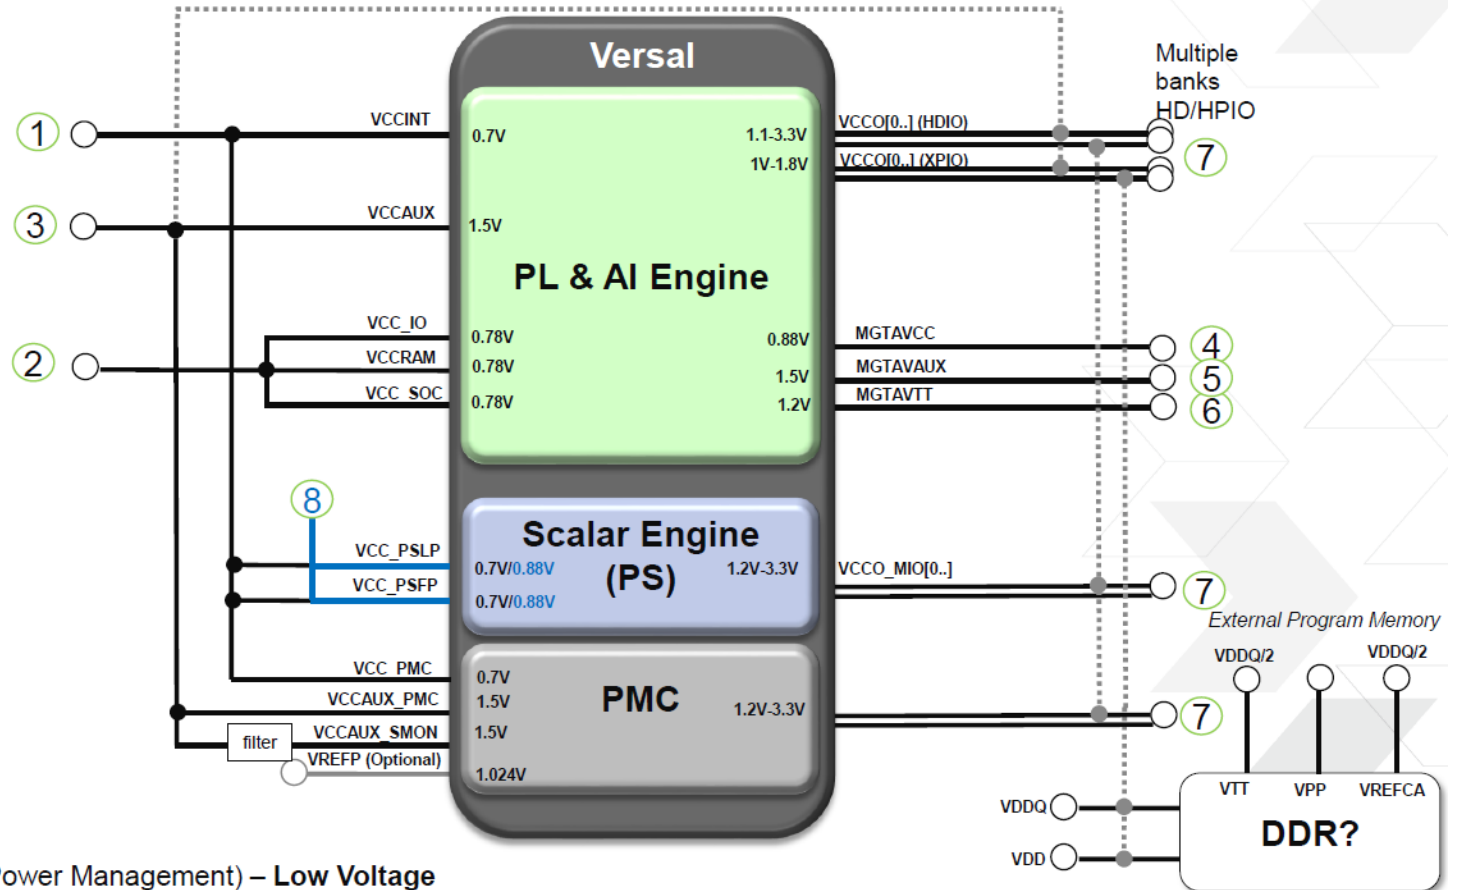 Versal
Multiple
banks
HD/HPIO
1
VCCINT
0.7V
1.1-3.3V
VCCO[0..] (HDIO)
1V-1.8V
VCCO[0..] (XPIO)
7
3
VCCAUX
1.5V
PL & AI Engine
VCC_IO
0.78V
0.88V
MGTAVCC
4
2
VCCRAM
0.78V
1.5V
MGTAVAUX
5
VCC_SOC
0.78V
1.2V
MGTAVTT
6
8
Scalar Engine
(PS)
VCC_PSLP
0.7V/0.88V
1.2V-3.3V
VCCO_MIO[0..]
VCC_PSFP
0.7V/0.88V
7
External Program Memory
VDDQ/2
VDDQ/2
VCC_PMC
0.7V
VCCAUX_PMC
1.5V
PMC
1.2V-3.3V
7
filter
VCCAUX_SMON
1.5V
VREFP (Optional)
1.024V
VTT
VPP
VREFCA
VDDQ
DDR?
VDD
Power Management) – Low Voltage